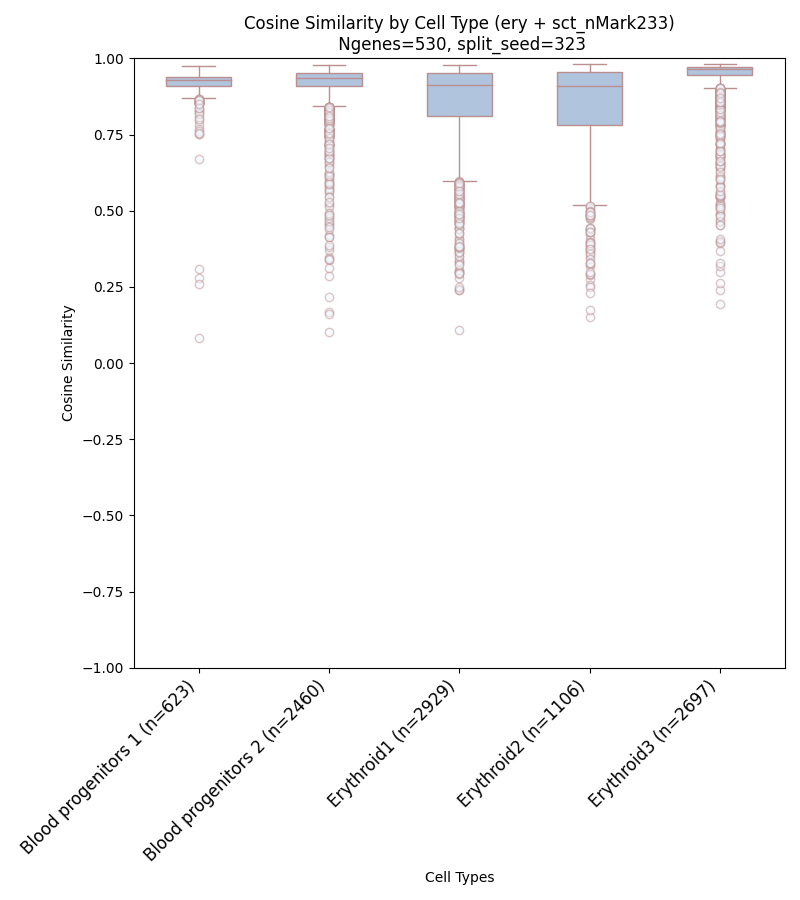 Cosine Similarity by Cell Type (ery + sct_nMark233)
Ngenes=530, split_seed=323
1.00
0.75
0.50
0.25
0.00
−0.25
−0.50
−0.75
−1.00
Cosine Similarity
Blood progenitors 1 (n=623)
Blood progenitors 2 (n=2460)
Erythroid1 (n=2929)
Erythroid2 (n=1106)
Erythroid3 (n=2697)
Cell Types